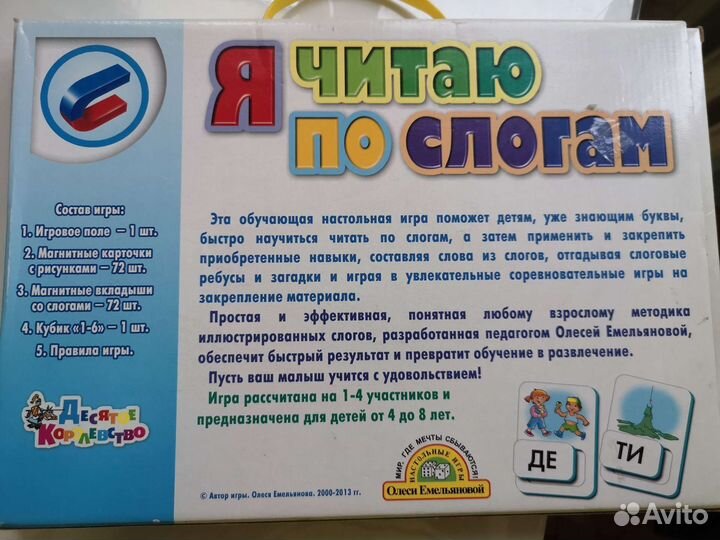 Я ЧИТАЮ
ПО СЛОГАМ
Состав игры:
1. Игровое поле – 1 шт.
2. Магнитные карточки
с рисунками – 72 шт.
3. Магнитные вкладыши
со слогами – 72 шт.
4. Кубик «1-6» – 1 шт.
5. Правила игры.
Эта обучающая настольная игра поможет детям, уже знающим буквы,
быстро научиться читать по слогам, а затем применить и закрепить
приобретенные навыки, составляя слова из слогов, отгадывая слоговые
ребусы и загадки и играя в увлекательные соревновательные игры на
закрепление материала.
Простая и эффективная, понятная любому взрослому методика
иллюстрированных слогов, разработанная педагогом Олесей Емельяновой,
обеспечит быстрый результат и превратит обучение в развлечение.
Пусть ваш малыш учится с удовольствием!
Игра рассчитана на 1-4 участников и
предназначена для детей от 4 до 8 лет.
ДЕСЯТОЕ
КОРОЛЕВСТВО
МИР, ГДЕ МЕЧТЫ СБЫВАЮТСЯ!
НАСТОЛЬНЫЕ ИГРЫ
Олеси Емельяновой
ДЕ
ТИ
© Автор игры. Олеся Емельянова. 2000-2013 гг.
Avito